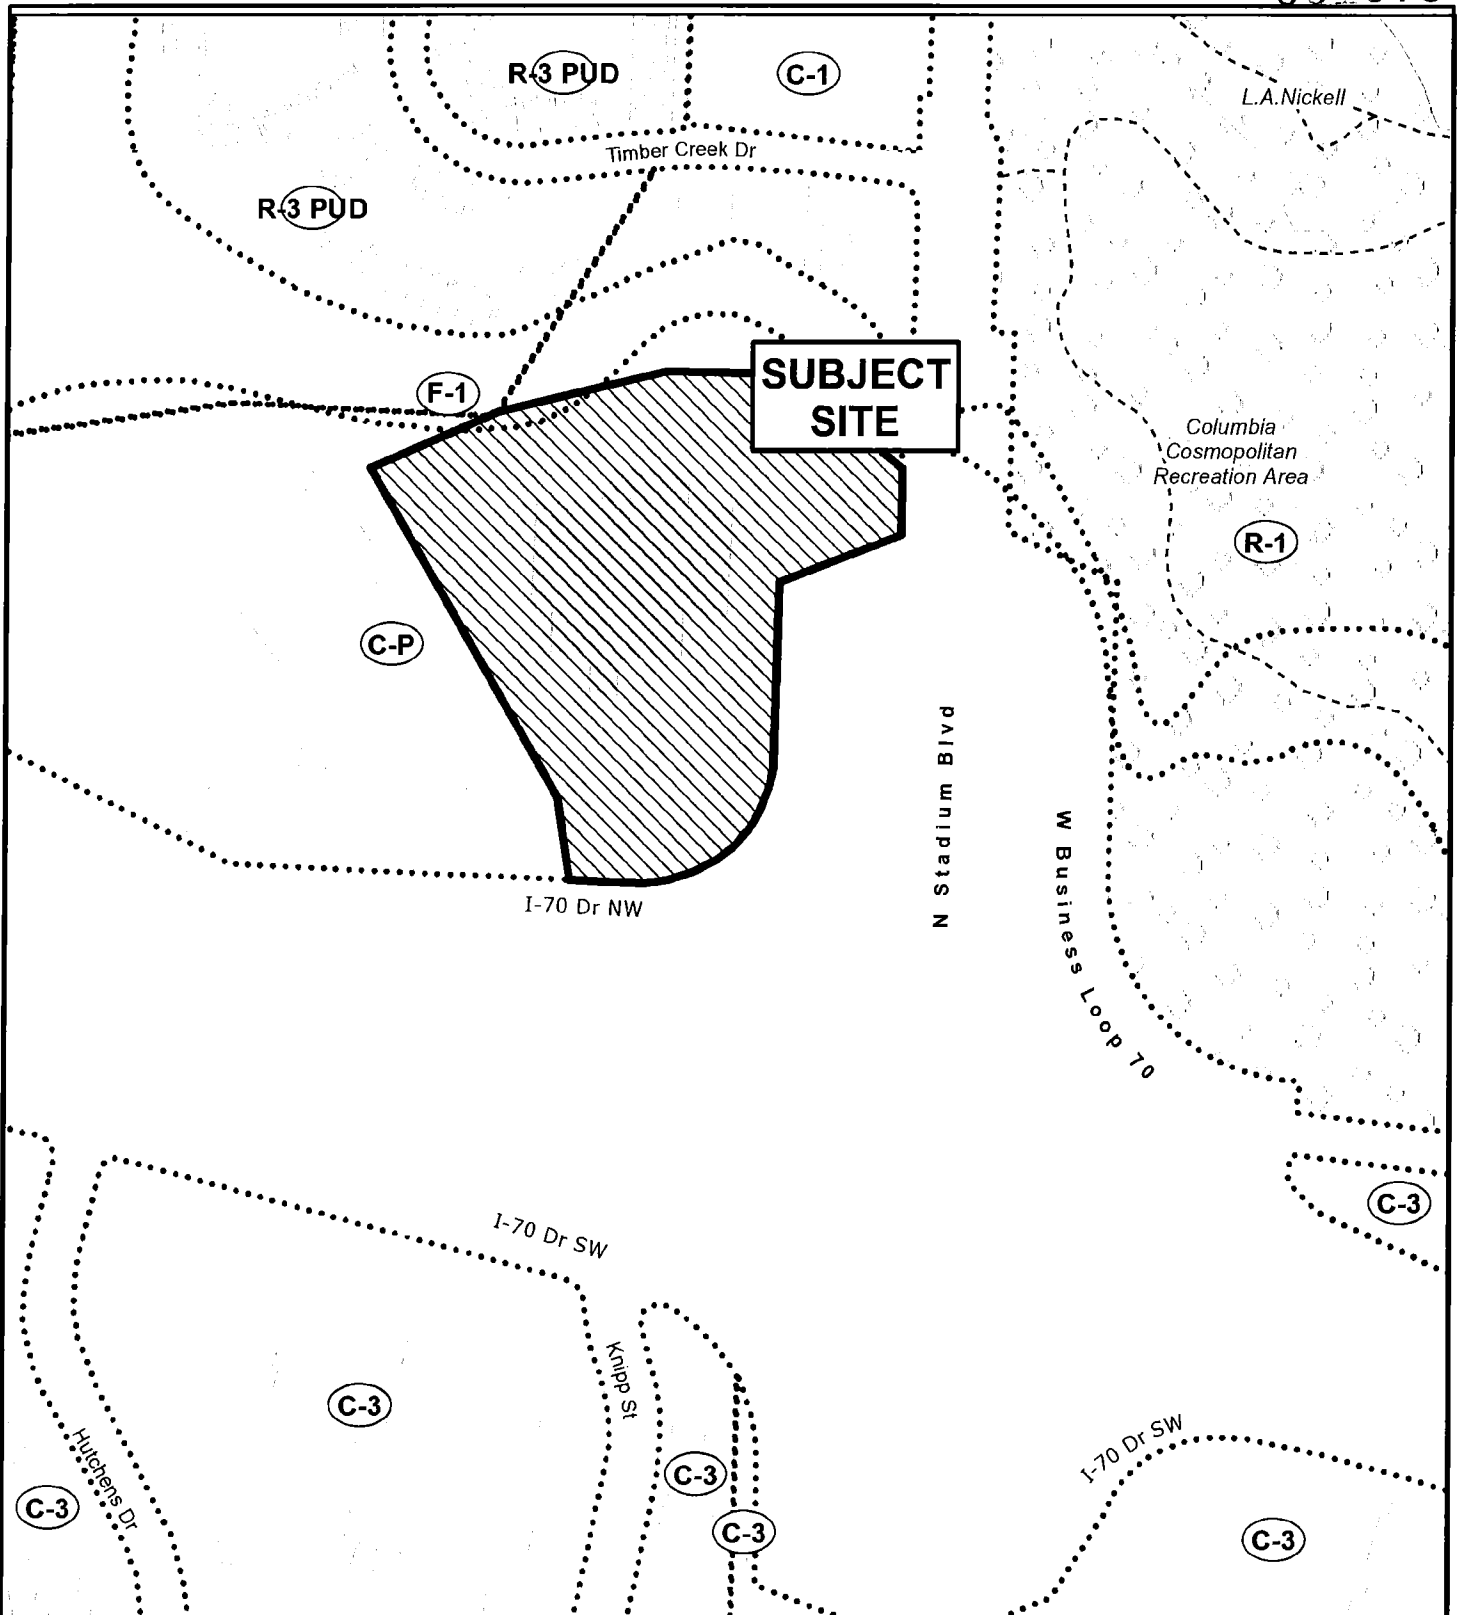 R-3 PUD
C-1
L.A.Nickell
Timber Creek Dr
R-3 PUD
SUBJECT
SITE
F-1
Columbia
Cosmopolitan
Recreation Area
R-1
C-P
N Stadium Blvd
W Business Loop 70
I-70 Dr NW
C-3
I-70 Dr SW
Knipp St
C-3
Hutchens Dr
C-3
C-3
C-3
I-70 Dr SW
C-3